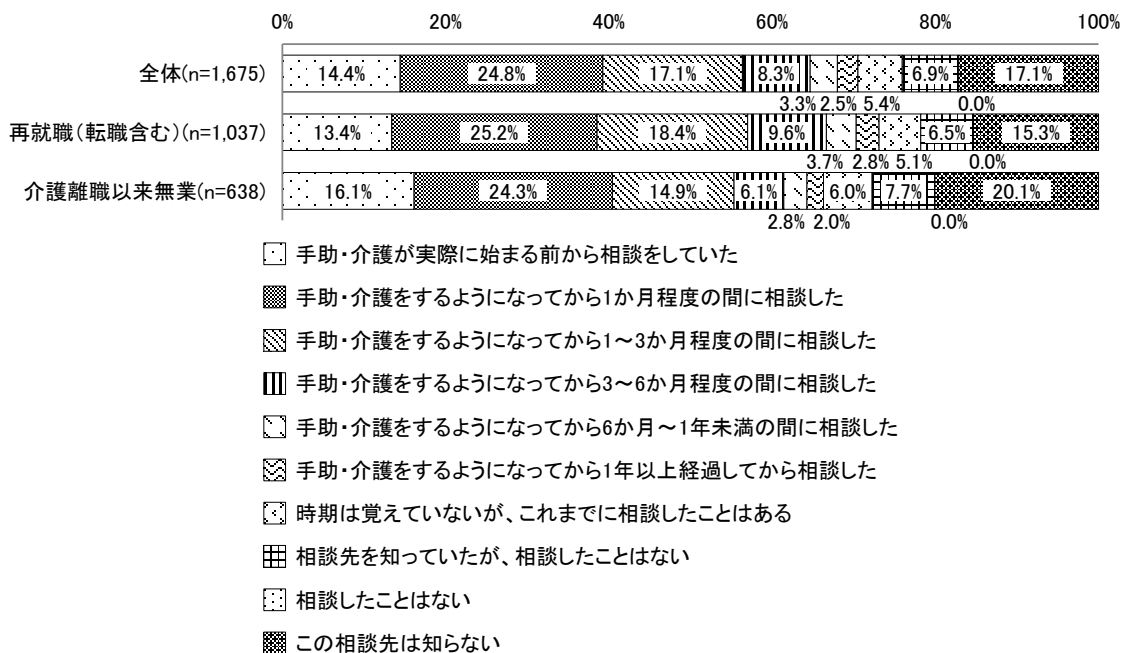 0% 20% 40% 60% 80% 100%
全体(n=1,675) 14.4% 24.8% 17.1% 8.3% 6.9% 17.1%
3.3% 2.5% 5.4% 0.0%
再就職(転職含む)(n=1,037) 13.4% 25.2% 18.4% 9.6% 6.5% 15.3%
3.7% 2.8% 5.1% 0.0%
介護離職以来無業(n=638) 16.1% 24.3% 14.9% 6.1% 6.0% 7.7% 20.1%
2.8% 2.0% 0.0%
手助・介護が実際に始まる前から相談をしていた
手助・介護をするようになってから1か月程度の間に相談した
手助・介護をするようになってから1～3か月程度の間に相談した
手助・介護をするようになってから3～6か月程度の間に相談した
手助・介護をするようになってから6か月～1年未満の間に相談した
手助・介護をするようになってから1年以上経過してから相談した
時期は覚えていないが、これまでに相談したことはある
相談先を知っていたが、相談したことはない
相談したことはない
この相談先は知らない